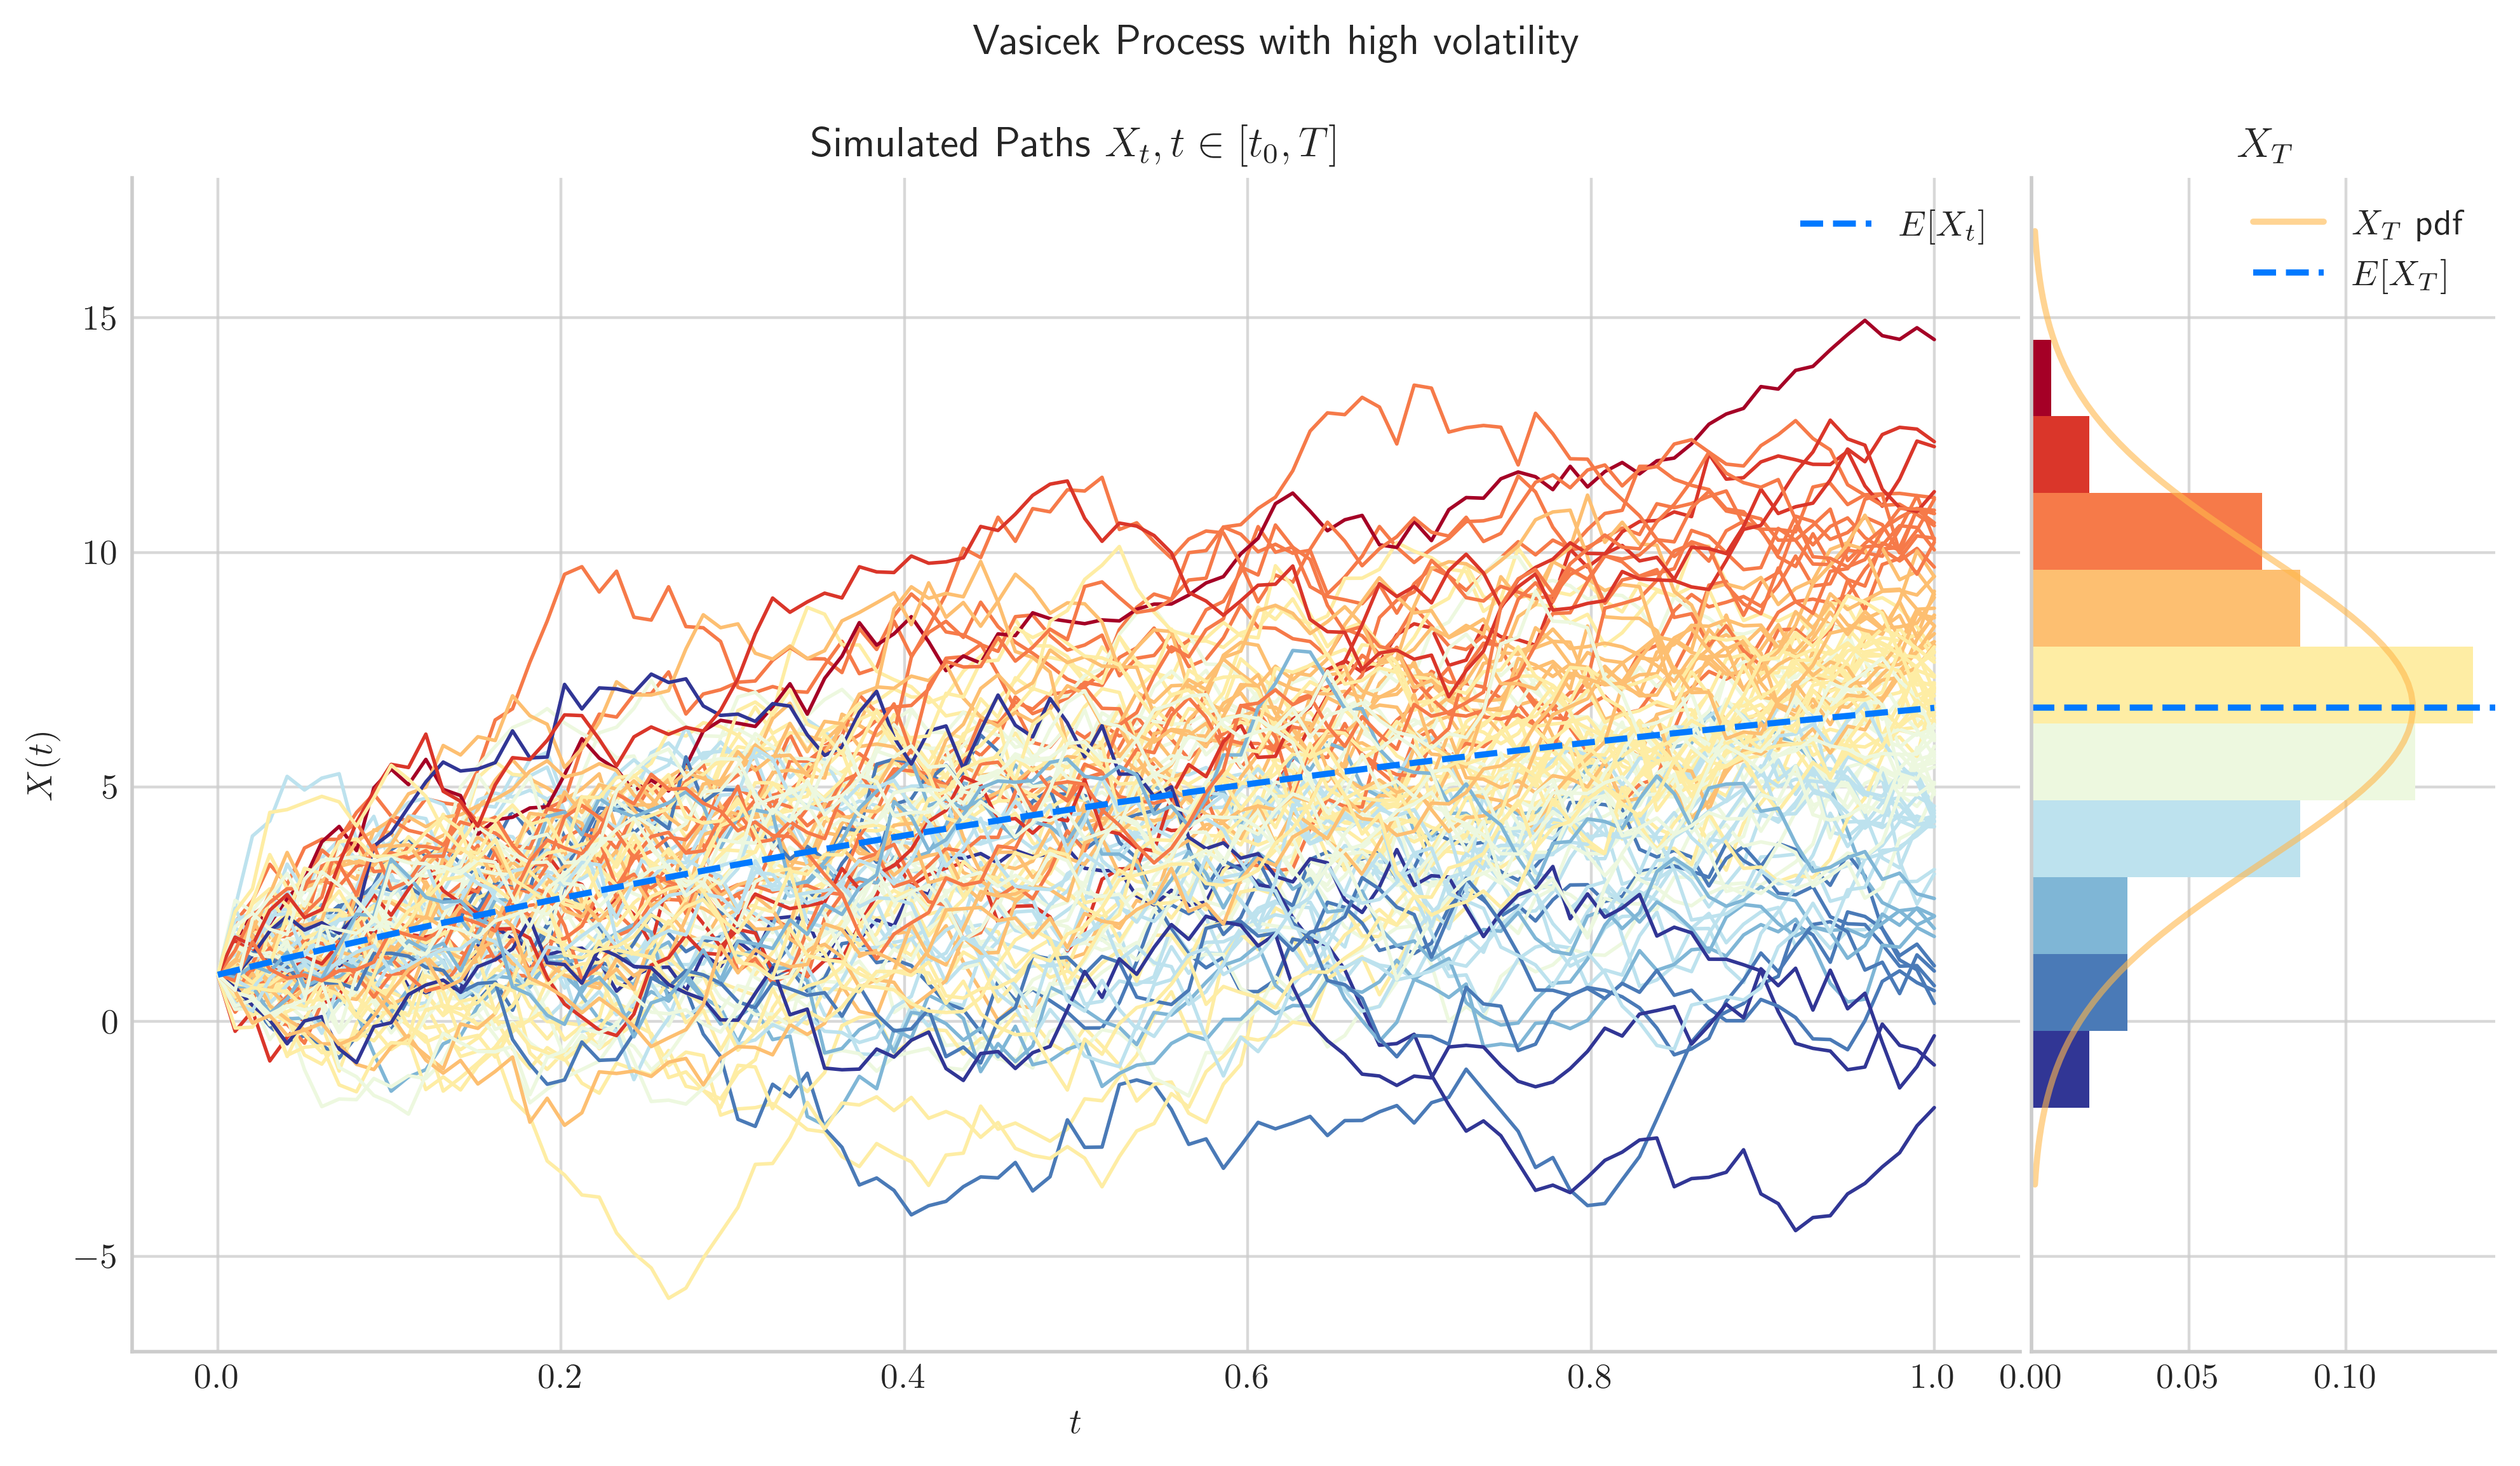 Vasicek Process with high volatility
Simulated Paths $X_t, t \in [t_0, T]$
$X_T$
$E[X_t]$
$X_T$ pdf
$E[X_T]$
$X(t)$
15
10
5
0
−5
0.0 0.2 0.4 0.6 0.8 1.0
0.00 0.05 0.10
$t$